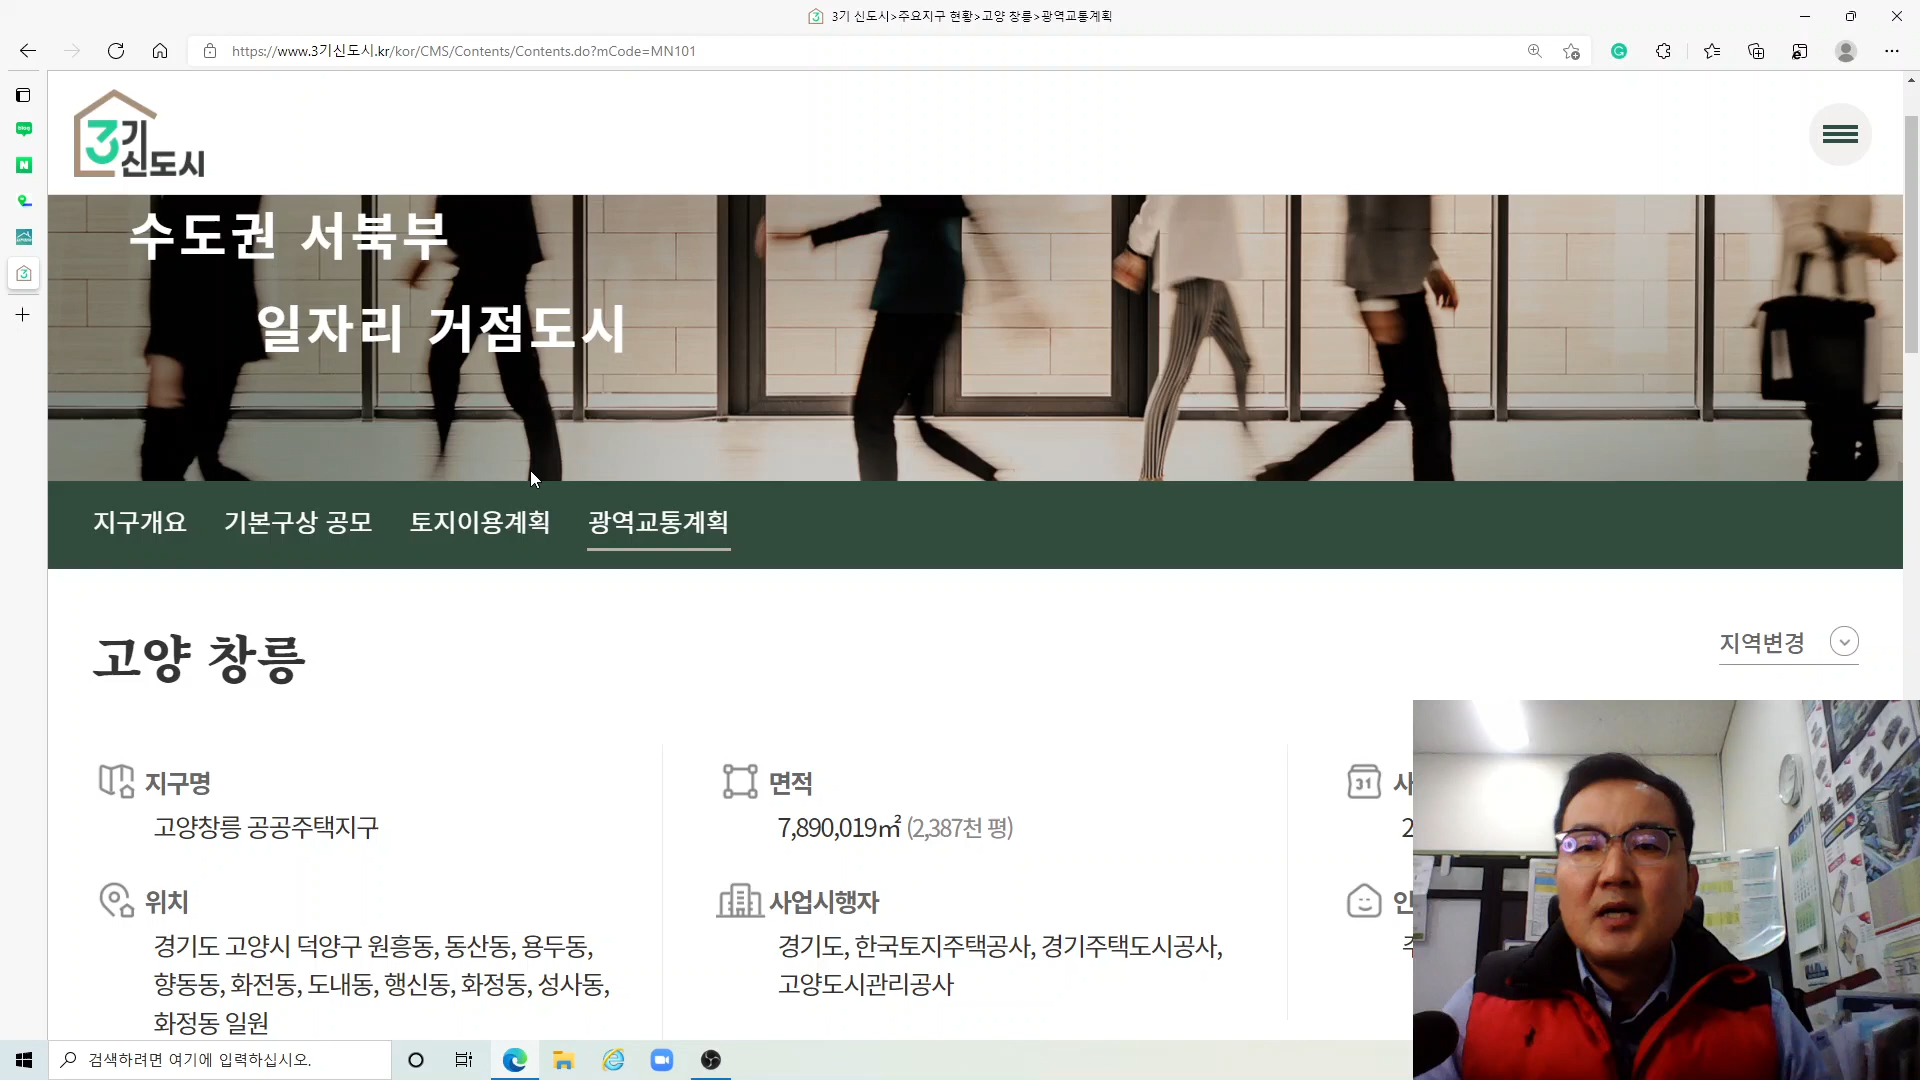 3기 신도시>주요지구 현황>고양 창릉>광역교통계획
https://www.3기신도시.kr/kor/CMS/Contents/Contents.do?mCode=MN101
3기
신도시
수도권 서북부
일자리 거점도시
지구개요 기본구상 공모 토지이용계획 광역교통계획
고양 창릉
지역변경
지구명
고양창릉 공공주택지구
면적
7,890,019㎡ (2,387천 평)
31
사
2
위치
경기도 고양시 덕양구 원흥동, 동산동, 용두동,
향동동, 화전동, 도내동, 행신동, 화정동, 성사동,
화정동 일원
사업시행자
경기도, 한국토지주택공사, 경기주택도시공사,
고양도시관리공사
인
검색하려면 여기에 입력하십시오.